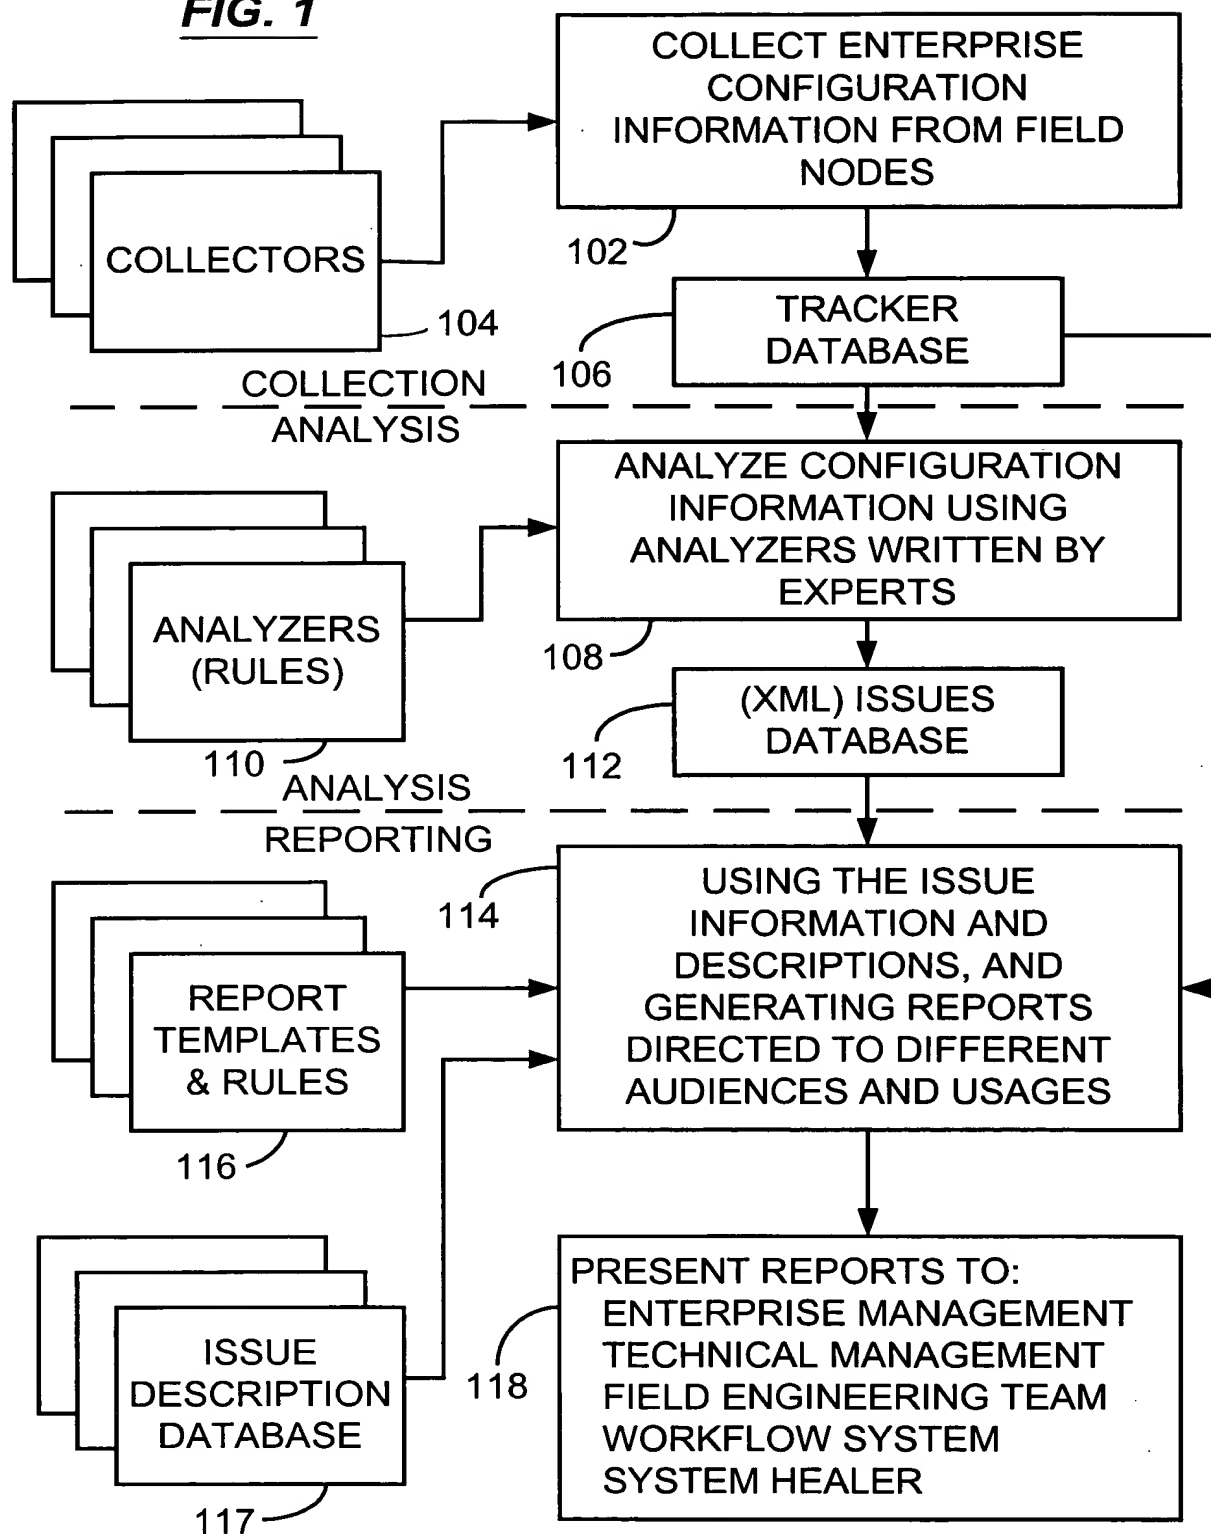 FIG. 1
COLLECT ENTERPRISE
CONFIGURATION
INFORMATION FROM FIELD
NODES
102
COLLECTORS
104
TRACKER
DATABASE
106
COLLECTION
ANALYSIS
ANALYZE CONFIGURATION
INFORMATION USING
ANALYZERS WRITTEN BY
EXPERTS
108
ANALYZERS
(RULES)
110
(XML) ISSUES
DATABASE
112
ANALYSIS
REPORTING
114
USING THE ISSUE
INFORMATION AND
DESCRIPTIONS, AND
GENERATING REPORTS
DIRECTED TO DIFFERENT
AUDIENCES AND USAGES
REPORT
TEMPLATES
& RULES
116
ISSUE
DESCRIPTION
DATABASE
117
PRESENT REPORTS TO:
ENTERPRISE MANAGEMENT
TECHNICAL MANAGEMENT
FIELD ENGINEERING TEAM
WORKFLOW SYSTEM
SYSTEM HEALER
118